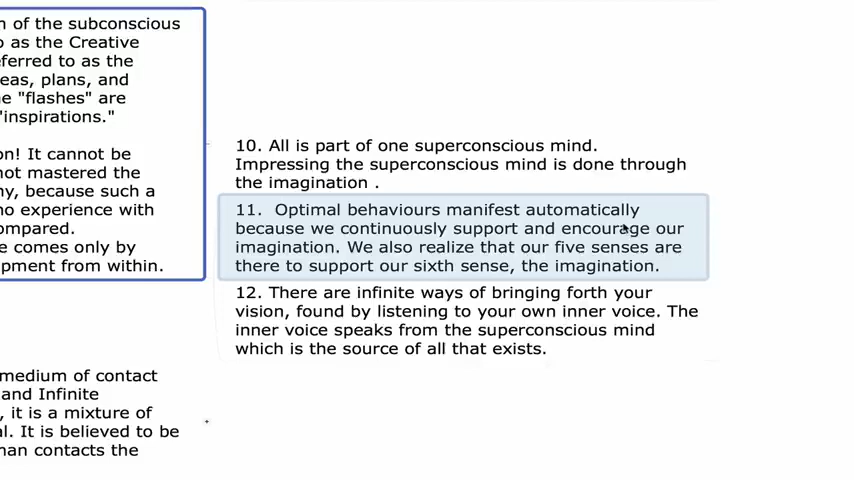 n of the subconscious
o as the Creative
eferred to as the
eas, plans, and
ne "flashes" are
"inspirations."
on! It cannot be
not mastered the
ny, because such a
no experience with
ompared.
e comes only by
pment from within.
medium of contact
and Infinite
, it is a mixture of
al. It is believed to be
man contacts the
10. All is part of one superconscious mind.
Impressing the superconscious mind is done through
the imagination .
11.  Optimal behaviours manifest automatically
because we continuously support and encourage our
imagination. We also realize that our five senses are
there to support our sixth sense, the imagination.
12. There are infinite ways of bringing forth your
vision, found by listening to your own inner voice. The
inner voice speaks from the superconscious mind
which is the source of all that exists.